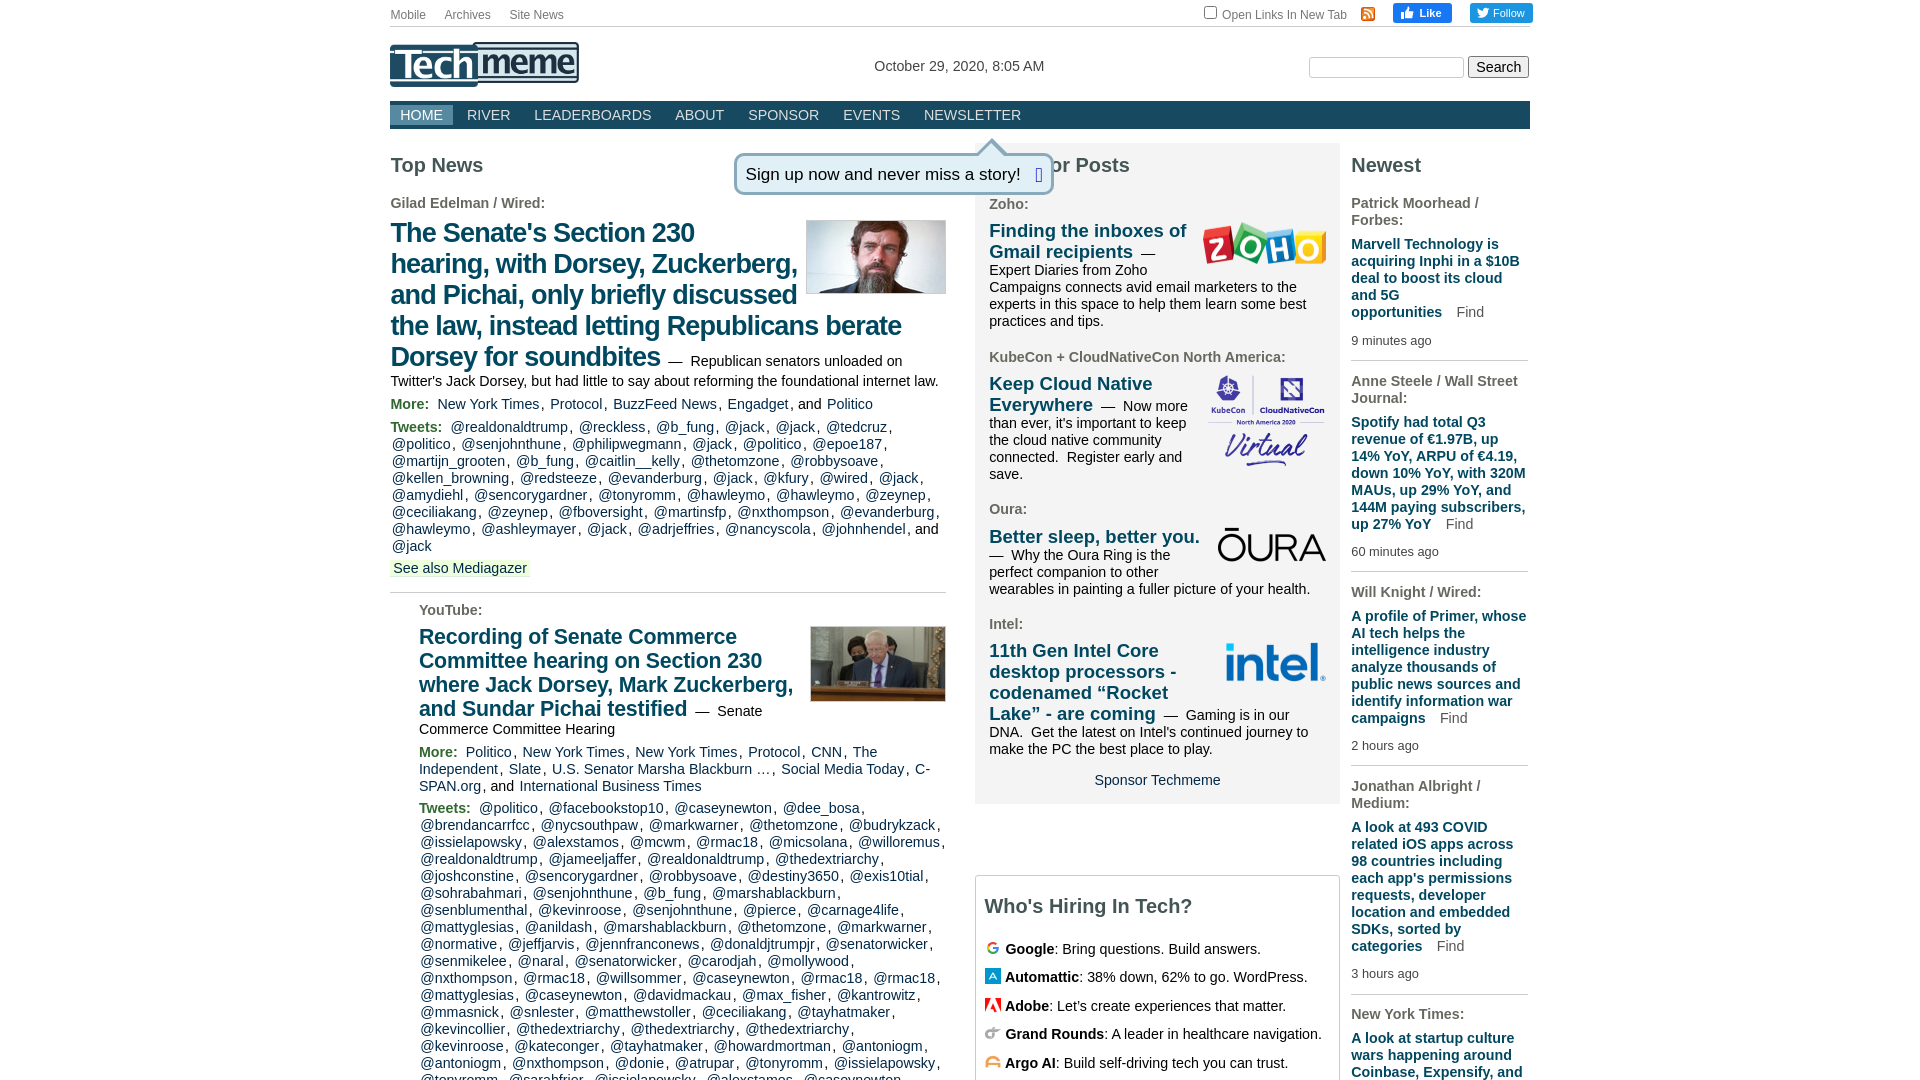 Mobile Archives Site News
Open Links In New Tab Like Follow
Techmeme
October 29, 2020, 8:05 AM
Search
HOME RIVER LEADERBOARDS ABOUT SPONSOR EVENTS NEWSLETTER
Sign up now and never miss a story!
Top News
Gilad Edelman / Wired:
The Senate's Section 230
hearing, with Dorsey, Zuckerberg,
and Pichai, only briefly discussed
the law, instead letting Republicans berate
Dorsey for soundbites — Republican senators unloaded on
Twitter's Jack Dorsey, but had little to say about reforming the foundational internet law.
More: New York Times, Protocol, BuzzFeed News, Engadget, and Politico
Tweets: @realdonaldtrump, @reckless, @b_fung, @jack, @jack, @tedcruz,
@politico, @senjohnthune, @philipwegmann, @jack, @politico, @epoe187,
@martijn_grooten, @b_fung, @caitlin__kelly, @thetomzone, @robbysoave,
@kellen_browning, @redsteeze, @evanderburg, @jack, @kfury, @wired, @jack,
@amydiehl, @sencorygardner, @tonyromm, @hawleymo, @hawleymo, @zeynep,
@ceciliakang, @zeynep, @fboversight, @martinsfp, @nxthompson, @evanderburg,
@hawleymo, @ashleymayer, @jack, @adrjeffries, @nancyscola, @johnhendel, and
@jack
See also Mediagazer
YouTube:
Recording of Senate Commerce
Committee hearing on Section 230
where Jack Dorsey, Mark Zuckerberg,
and Sundar Pichai testified — Senate
Commerce Committee Hearing
More: Politico, New York Times, New York Times, Protocol, CNN, The
Independent, Slate, U.S. Senator Marsha Blackburn …, Social Media Today, C-
SPAN.org, and International Business Times
Tweets: @politico, @facebookstop10, @caseynewton, @dee_bosa,
@brendancarrfcc, @nycsouthpaw, @markwarner, @thetomzone, @budrykzack,
@issielapowsky, @alexstamos, @mcwm, @rmac18, @micsolana, @willoremus,
@realdonaldtrump, @jameeljaffer, @realdonaldtrump, @thedextriarchy,
@joshconstine, @sencorygardner, @robbysoave, @destiny3650, @exis10tial,
@sohrabahmari, @senjohnthune, @b_fung, @marshablackburn,
@senblumenthal, @kevinroose, @senjohnthune, @pierce, @carnage4life,
@mattyglesias, @anildash, @marshablackburn, @thetomzone, @markwarner,
@normative, @jeffjarvis, @jennfranconews, @donaldjtrumpjr, @senatorwicker,
@senmikelee, @naral, @senatorwicker, @carodjah, @mollywood,
@nxthompson, @rmac18, @willsommer, @caseynewton, @rmac18, @rmac18,
@mattyglesias, @caseynewton, @davidmackau, @max_fisher, @kantrowitz,
@mmasnick, @snlester, @matthewstoller, @ceciliakang, @tayhatmaker,
@kevincollier, @thedextriarchy, @thedextriarchy, @thedextriarchy,
@kevinroose, @kateconger, @tayhatmaker, @howardmortman, @antoniogm,
@antoniogm, @nxthompson, @donie, @atrupar, @tonyromm, @issielapowsky,
@tonyromm, @sarahfrier, @issielapowsky, @alexstamos, @caseynewton,
or Posts
Zoho:
Finding the inboxes of
Gmail recipients —
Expert Diaries from Zoho
Campaigns connects avid email marketers to the
experts in this space to help them learn some best
practices and tips.
ZOHO
KubeCon + CloudNativeCon North America:
Keep Cloud Native
Everywhere — Now more
than ever, it's important to keep
the cloud native community
connected. Register early and
save.
KubeCon CloudNativeCon
North America 2020
Virtual
Oura:
Better sleep, better you.
— Why the Oura Ring is the
perfect companion to other
wearables in painting a fuller picture of your health.
ŌURA
Intel:
11th Gen Intel Core
desktop processors -
codenamed “Rocket
Lake” - are coming — Gaming is in our
DNA. Get the latest on Intel's continued journey to
make the PC the best place to play.
intel®
Sponsor Techmeme
Who's Hiring In Tech?
Google: Bring questions. Build answers.
Automattic: 38% down, 62% to go. WordPress.
Adobe: Let’s create experiences that matter.
Grand Rounds: A leader in healthcare navigation.
Argo AI: Build self-driving tech you can trust.
Newest
Patrick Moorhead /
Forbes:
Marvell Technology is
acquiring Inphi in a $10B
deal to boost its cloud
and 5G
opportunities Find
9 minutes ago
Anne Steele / Wall Street
Journal:
Spotify had total Q3
revenue of €1.97B, up
14% YoY, ARPU of €4.19,
down 10% YoY, with 320M
MAUs, up 29% YoY, and
144M paying subscribers,
up 27% YoY Find
60 minutes ago
Will Knight / Wired:
A profile of Primer, whose
AI tech helps the
intelligence industry
analyze thousands of
public news sources and
identify information war
campaigns Find
2 hours ago
Jonathan Albright /
Medium:
A look at 493 COVID
related iOS apps across
98 countries including
each app's permissions
requests, developer
location and embedded
SDKs, sorted by
categories Find
3 hours ago
New York Times:
A look at startup culture
wars happening around
Coinbase, Expensify, and